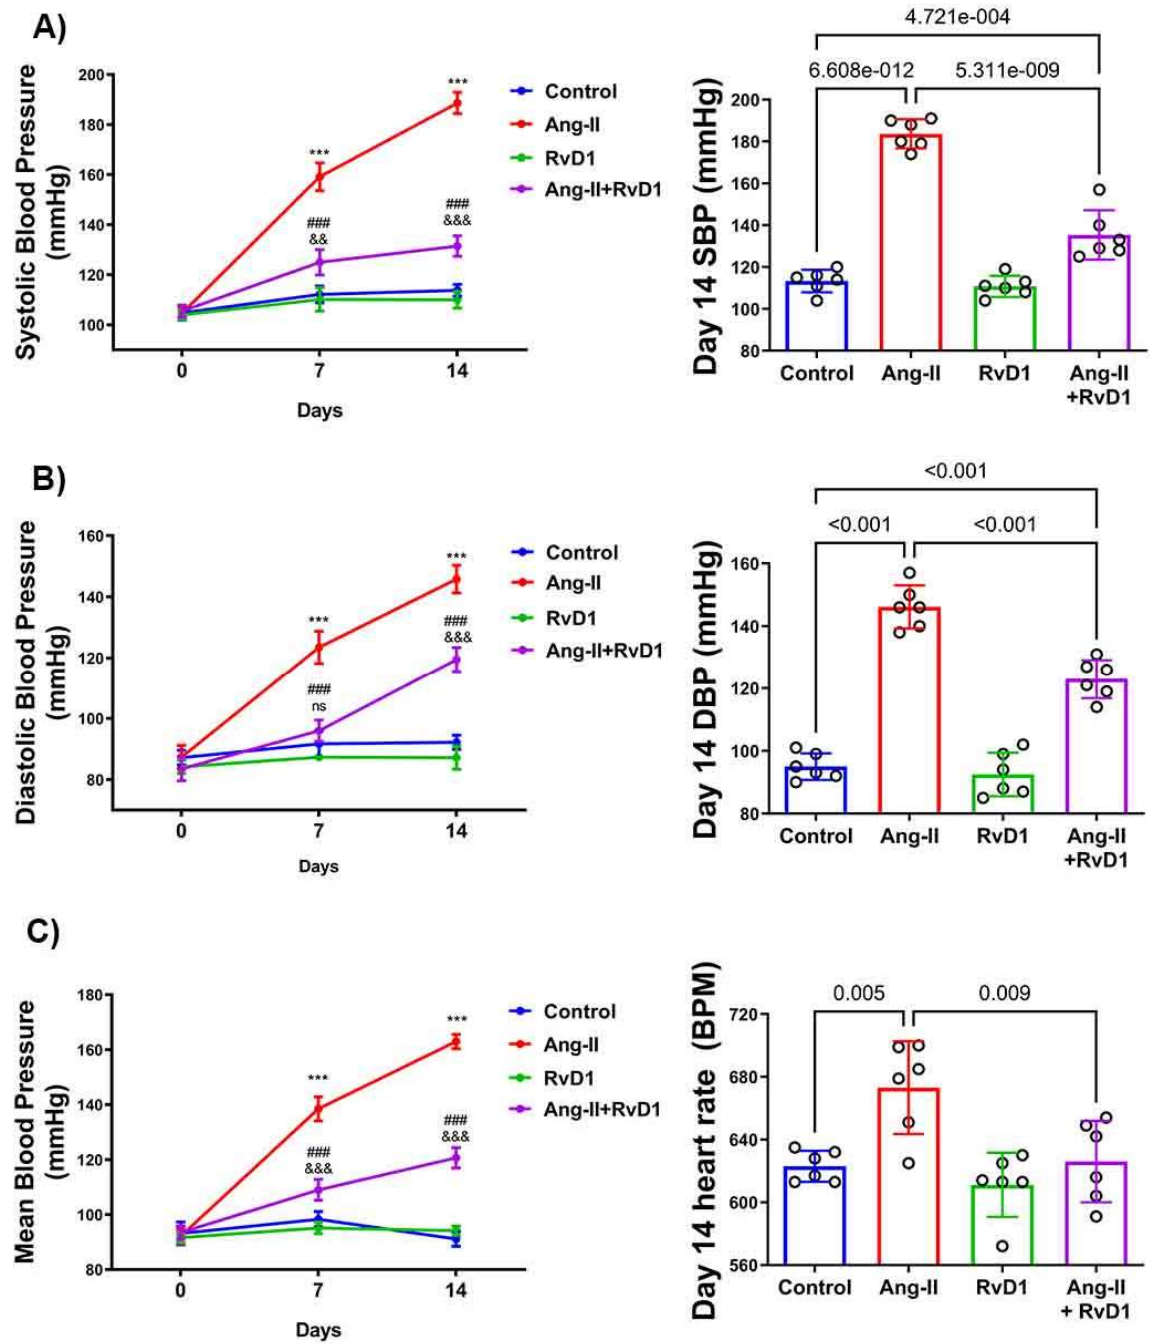 A)
Systolic Blood Pressure
(mmHg)
200
180
160
140
120
100
0
7
14
Days
***
***
###
&&
###
&&&
Control
Ang-II
RvD1
Ang-II+RvD1
4.721e-004
6.608e-012
5.311e-009
Day 14 SBP (mmHg)
200
180
160
140
120
100
80
Control
Ang-II
RvD1
Ang-II
+RvD1
B)
Diastolic Blood Pressure
(mmHg)
160
140
120
100
80
0
7
14
Days
***
***
###
ns
###
&&&
Control
Ang-II
RvD1
Ang-II+RvD1
<0.001
<0.001
<0.001
Day 14 DBP (mmHg)
160
140
120
100
80
Control
Ang-II
RvD1
Ang-II
+RvD1
C)
Mean Blood Pressure
(mmHg)
180
160
140
120
100
80
0
7
14
Days
***
***
###
&&&
###
&&&
Control
Ang-II
RvD1
Ang-II+RvD1
0.005
0.009
Day 14 heart rate (BPM)
720
680
640
600
560
Control
Ang-II
RvD1
Ang-II
+ RvD1